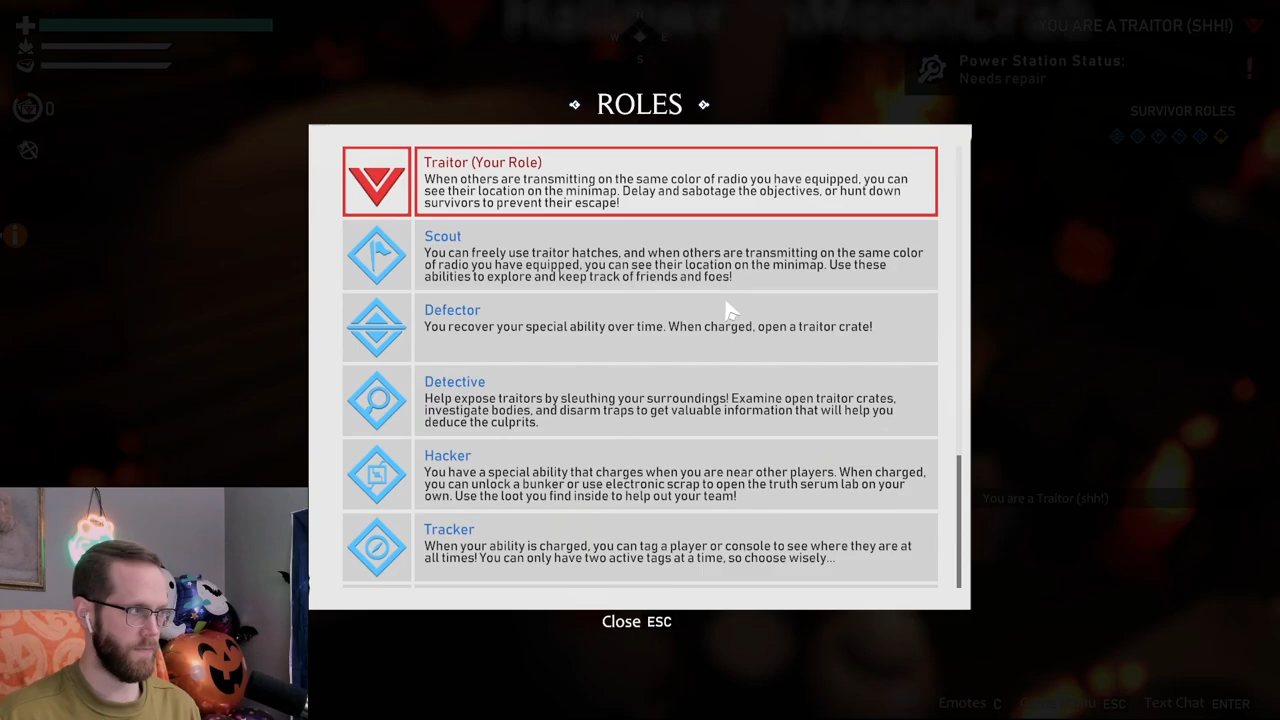 W E
S
YOU ARE A TRAITOR (SHH!)
0
Power Station Status:
Needs repair
SURVIVOR ROLES
ROLES
Traitor (Your Role)
When others are transmitting on the same color of radio you have equipped, you can
see their location on the minimap. Delay and sabotage the objectives, or hunt down
survivors to prevent their escape!
Scout
You can freely use traitor hatches, and when others are transmitting on the same color
of radio you have equipped, you can see their location on the minimap. Use these
abilities to explore and keep track of friends and foes!
Defector
You recover your special ability over time. When charged, open a traitor crate!
Detective
Help expose traitors by sleuthing your surroundings! Examine open traitor crates,
investigate bodies, and disarm traps to get valuable information that will help you
deduce the culprits.
Hacker
You have a special ability that charges when you are near other players. When charged,
you can unlock a bunker or use electronic scrap to open the truth serum lab on your
own. Use the loot you find inside to help out your team!
You are a Traitor (shh!)
Tracker
When your ability is charged, you can tag a player or console to see where they are at
all times! You can only have two active tags at a time, so choose wisely...
Close ESC
Emotes C ESC Text Chat ENTER